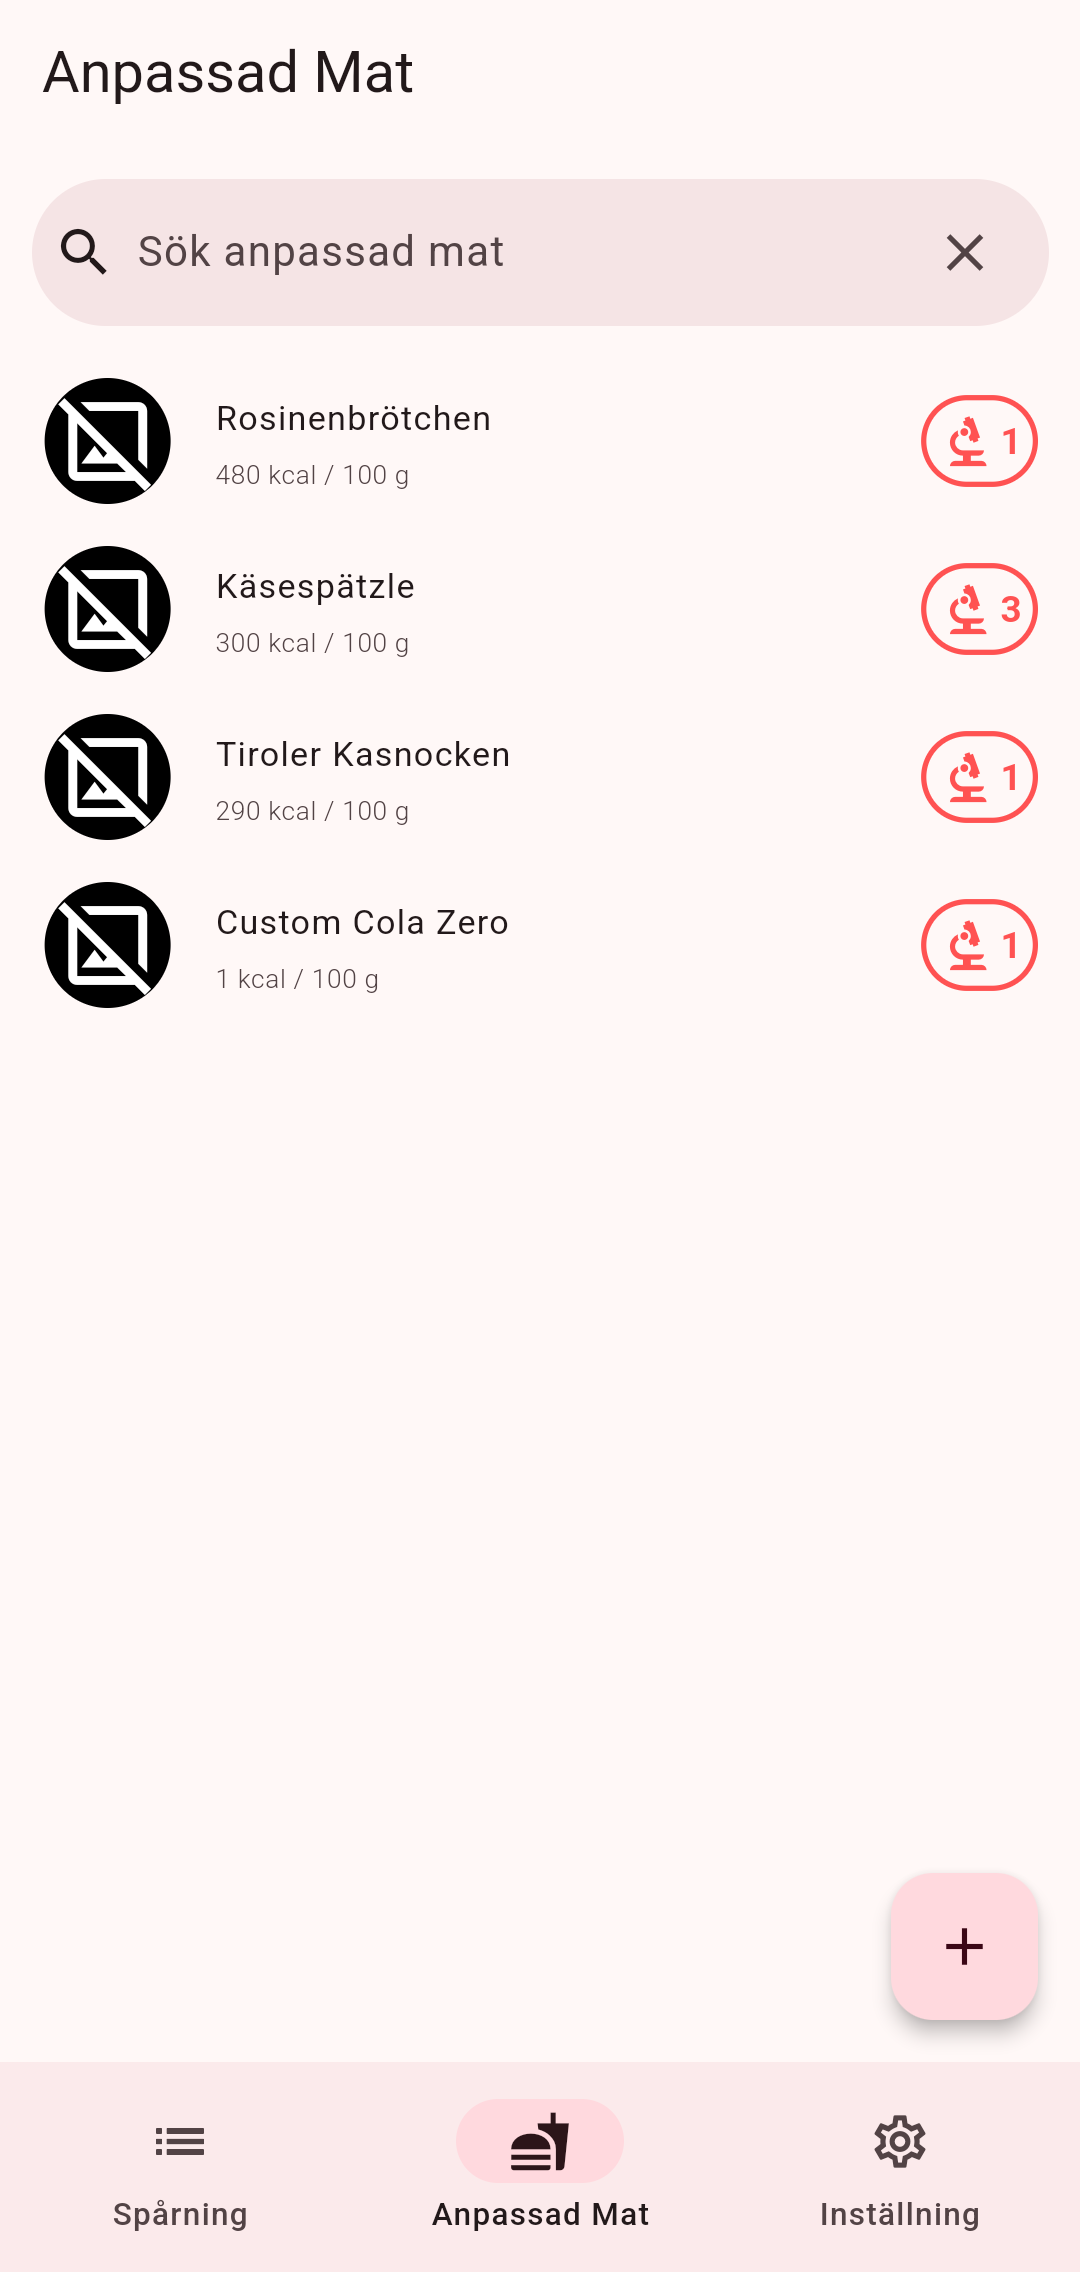 Anpassad Mat
Sök anpassad mat
Rosinenbrötchen
480 kcal / 100 g
1
Käsespätzle
300 kcal / 100 g
3
Tiroler Kasnocken
290 kcal / 100 g
1
Custom Cola Zero
1 kcal / 100 g
1
Spårning
Anpassad Mat
Inställning